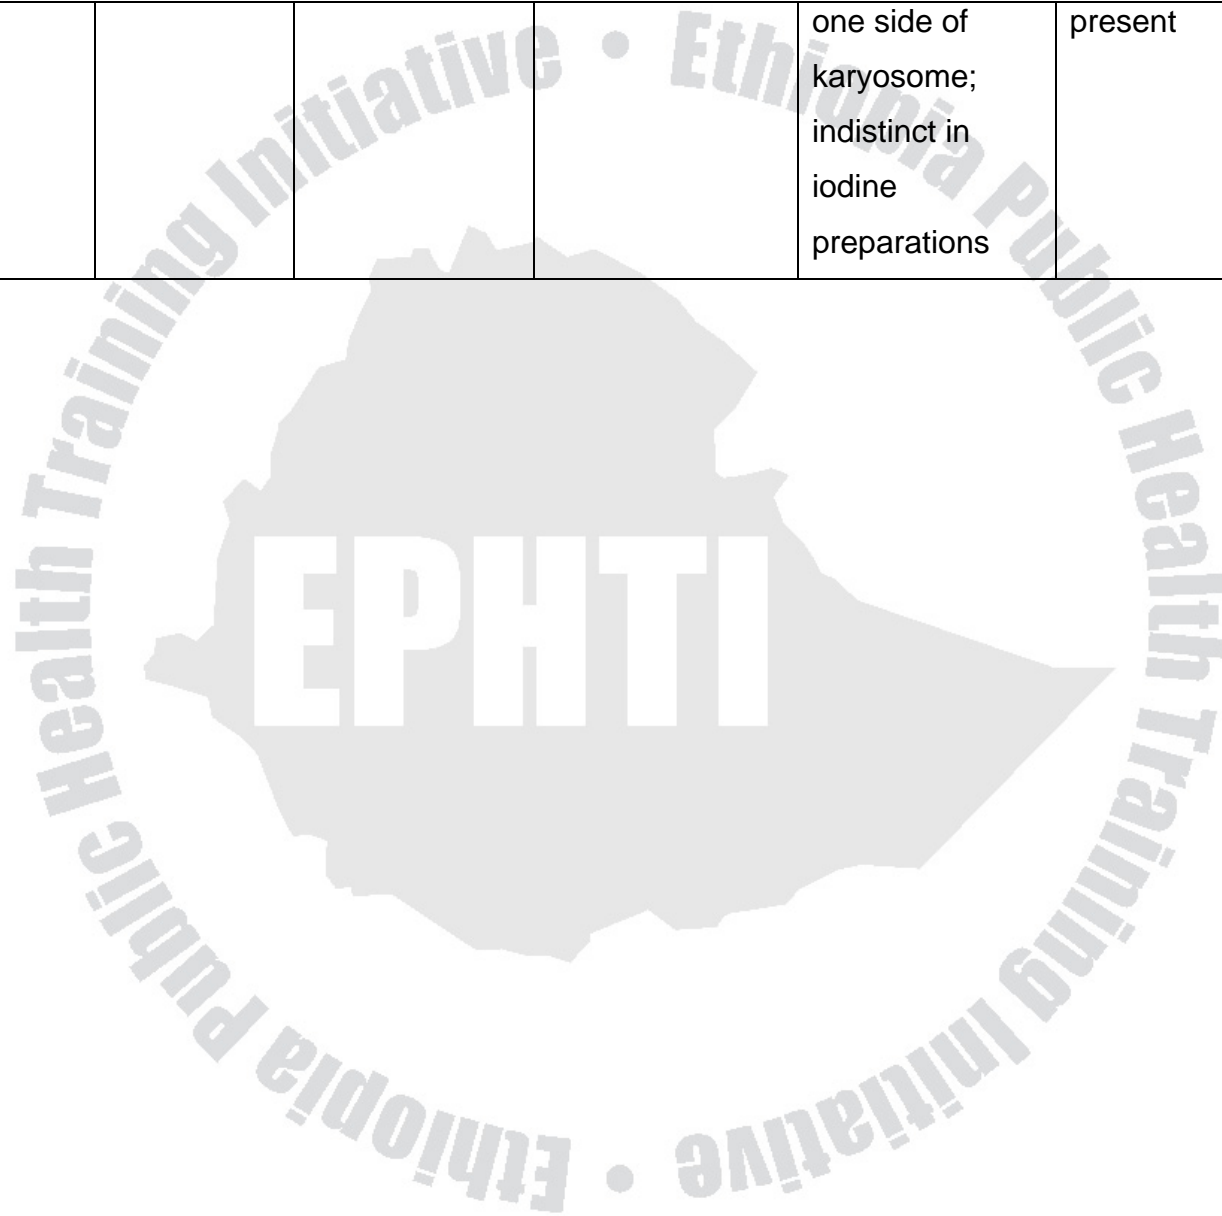 one side of
karyosome;
indistinct in
iodine
preparations
present
EPHTI
Ethiopia Public Health Training Initiative • Ethiopia Public Health Training Initiative •